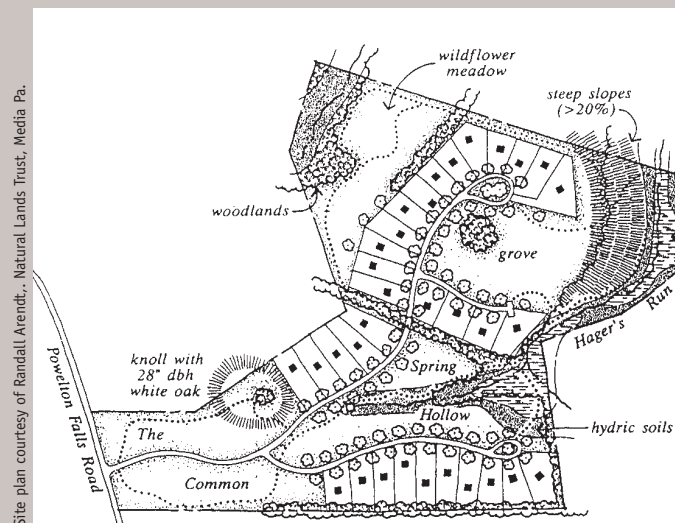 Site plan courtesy of Randall Arendt,. Natural Lands Trust, Media Pa.
wildflower
meadow
steep slopes
(>20%)
woodlands
grove
Hager's Run
knoll with
28" dbh
white oak
Spring
Hollow
hydric soils
The
Common
Powelton Falls Road